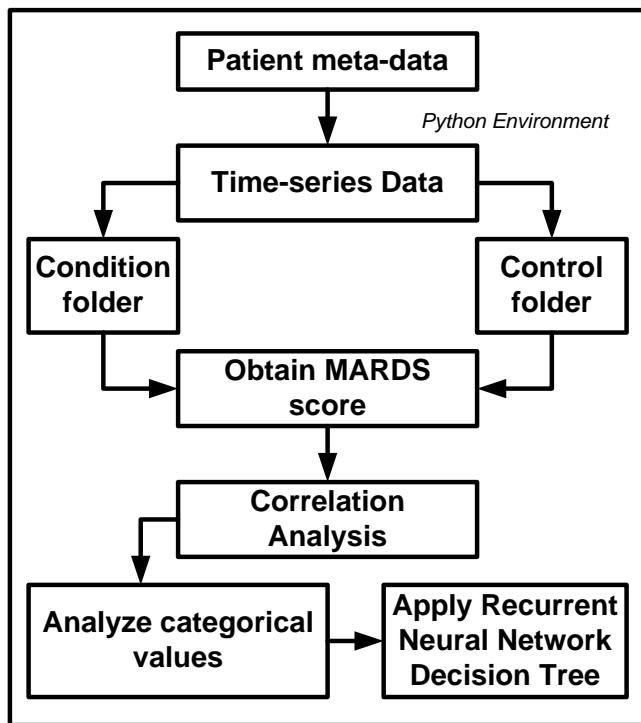 Patient meta-data
Python Environment
Time-series Data
Condition
folder
Control
folder
Obtain MARDS
score
Correlation
Analysis
Analyze categorical
values
Apply Recurrent
Neural Network
Decision Tree